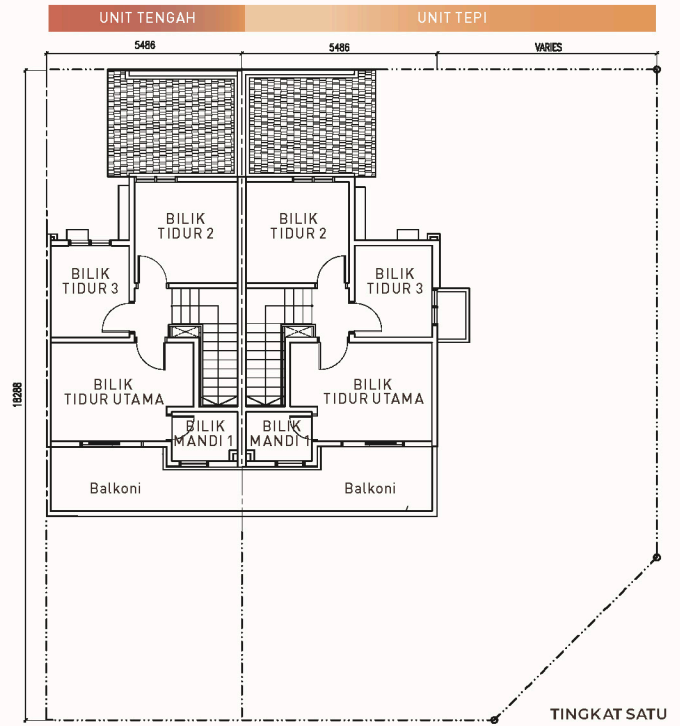 UNIT TENGAH
UNIT TEPI
5486
5486
VARIES
18288
BILIK
TIDUR 2
BILIK
TIDUR 2
BILIK
TIDUR 3
BILIK
TIDUR 3
BILIK
TIDUR UTAMA
BILIK
TIDUR UTAMA
BILIK
MANDI 1
BILIK
MANDI 1
Balkoni
Balkoni
TINGKAT SATU